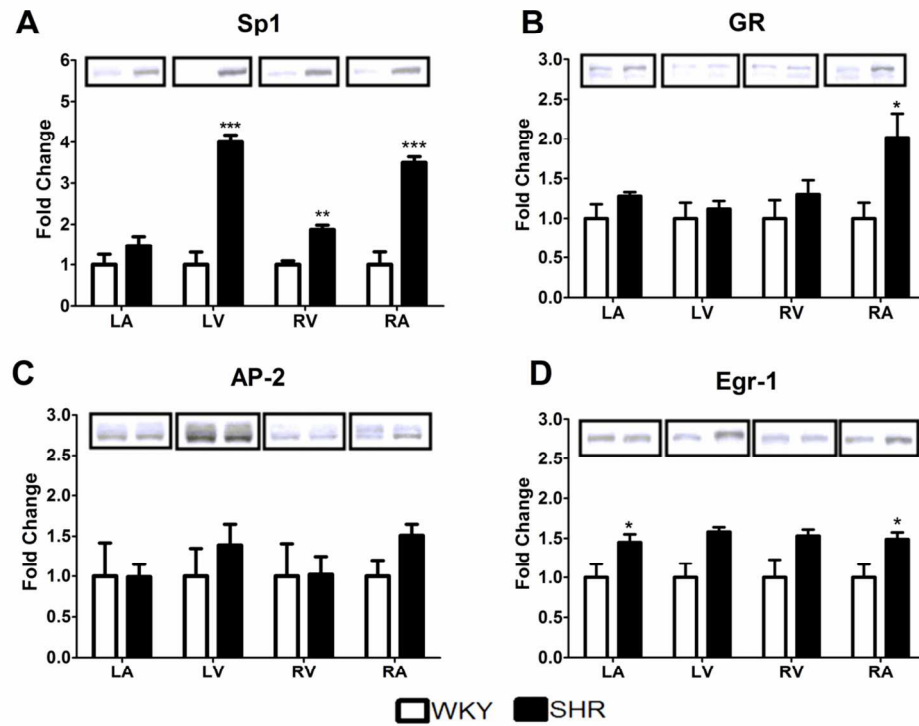 A
Sp1
Fold Change
6
5
4
2
1
0
***
**
***
LA LV RV RA
B
GR
Fold Change
3.0
2.5
2.0
1.5
1.0
0.5
0.0
*
LA LV RV RA
C
AP-2
Fold Change
3.0
2.5
2.0
1.5
1.0
0.5
0.0
LA LV RV RA
D
Egr-1
Fold Change
3.0
2.5
2.0
1.5
1.0
0.5
0.0
*
*
LA LV RV RA
WKY SHR